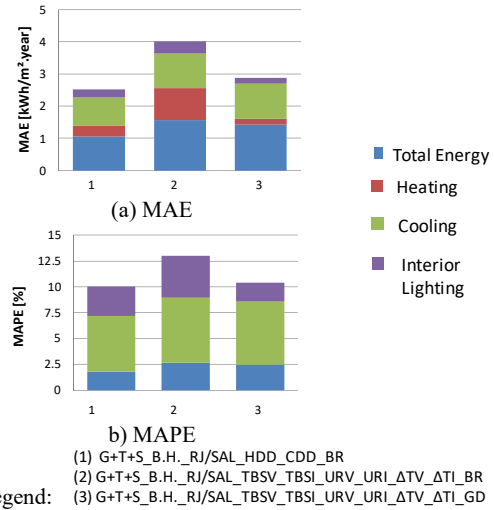 5
4
3
2
1
0
MAE [kWh/m².year]
1 2 3
(a) MAE
Total Energy
Heating
Cooling
Interior
Lighting
15
12.5
10
7.5
5
2.5
0
MAPE [%]
1 2 3
b) MAPE
(1) G+T+S_B.H._RJ/SAL_HDD_CDD_BR
(2) G+T+S_B.H._RJ/SAL_TBSV_TBSI_URV_URI_ΔTV_ΔTI_BR
egend: (3) G+T+S_B.H._RJ/SAL_TBSV_TBSI_URV_URI_ΔTV_ΔTI_GD